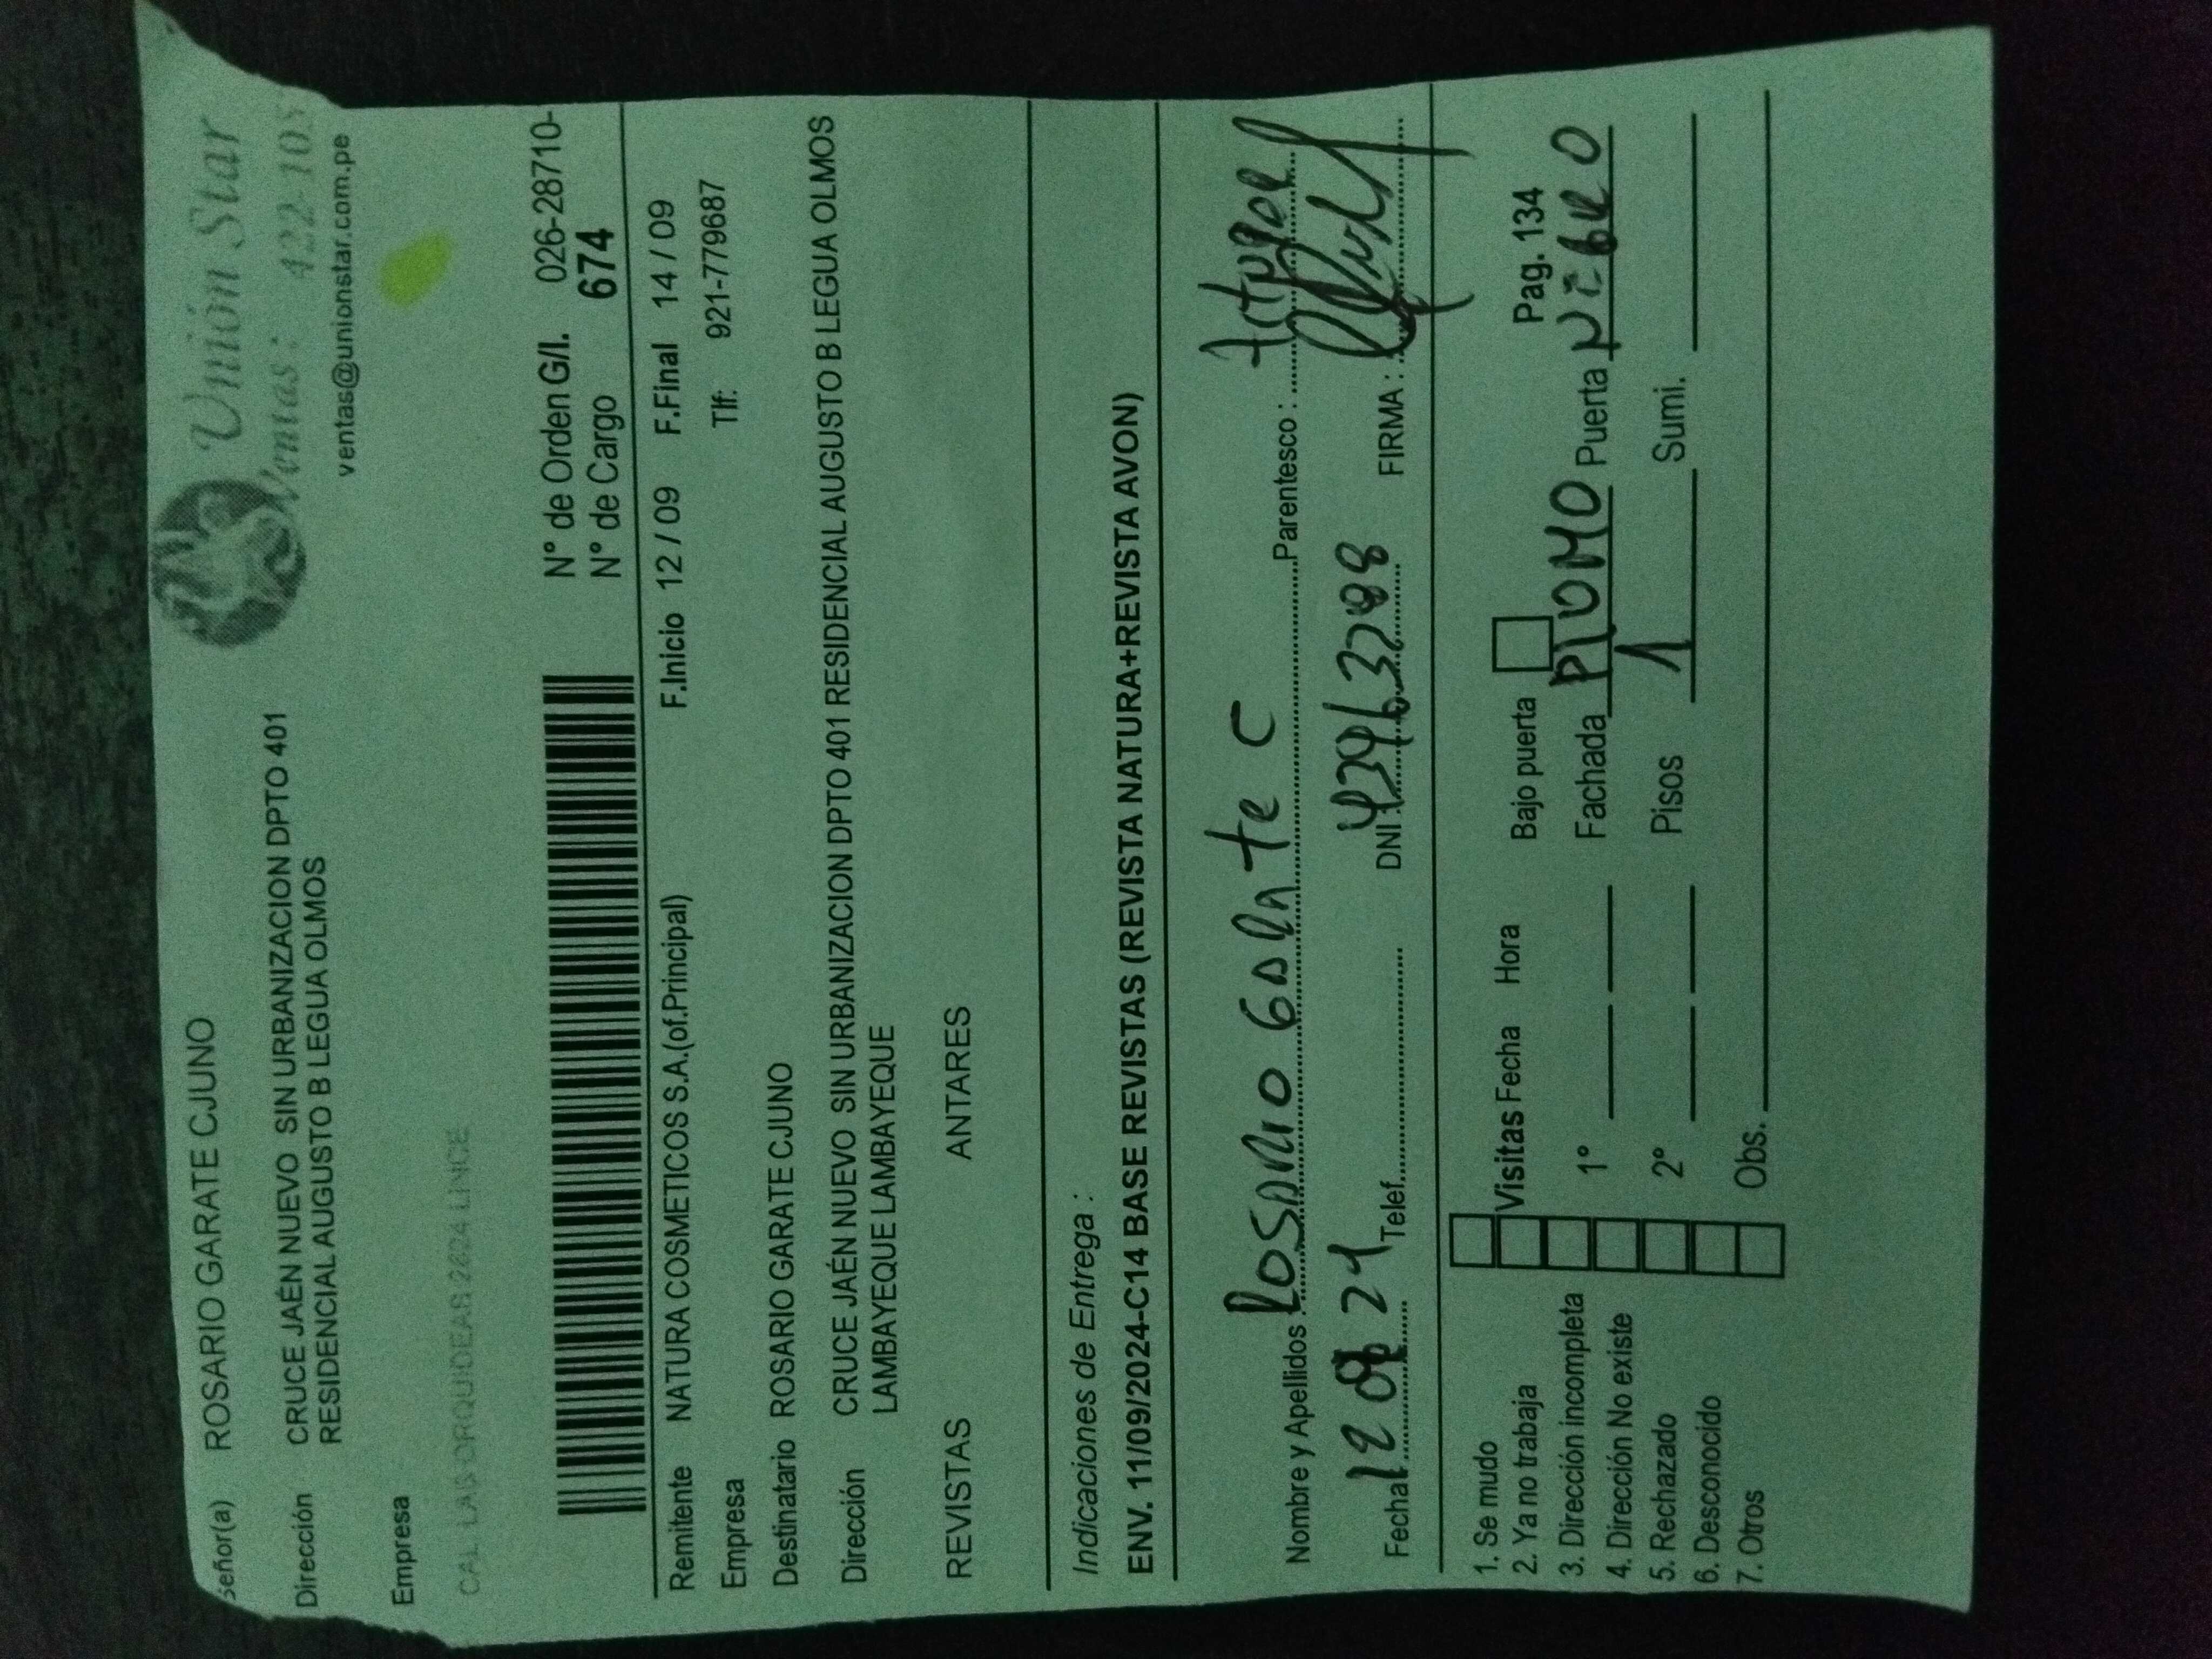 Unión Star
Ventas: 422-105
ventas@unionstar.com.pe
Señor(a) ROSARIO GARATE CJUNO
Dirección CRUCE JAÉN NUEVO SIN URBANIZACION DPTO 401
RESIDENCIAL AUGUSTO B LEGUA OLMOS
Empresa
CAL. LAS ORQUIDEAS 2624 LINCE
N° de Orden G/I. 026-28710-
N° de Cargo 674
F.Inicio 12 / 09 F.Final 14 / 09
Remitente NATURA COSMETICOS S.A.(of.Principal)
Empresa Tlf: 921-779687
Destinatario ROSARIO GARATE CJUNO
Dirección CRUCE JAÉN NUEVO SIN URBANIZACION DPTO 401 RESIDENCIAL AUGUSTO B LEGUA OLMOS
LAMBAYEQUE LAMBAYEQUE
REVISTAS ANTARES
Indicaciones de Entrega :
ENV. 11/09/2024-C14 BASE REVISTAS (REVISTA NATURA+REVISTA AVON)
Nombre y Apellidos : Rosario Garate C Parentesco : titular
Fecha 12 09 24 Telef. DNI : FIRMA :
1. Se mudo
2. Ya no trabaja
3. Dirección incompleta
4. Dirección No existe
5. Rechazado
6. Desconocido
7. Otros
Visitas Fecha Hora Bajo puerta Pag. 134
1° Fachada PlOMO Puerta
2° Pisos 1 Sumi.
Obs.